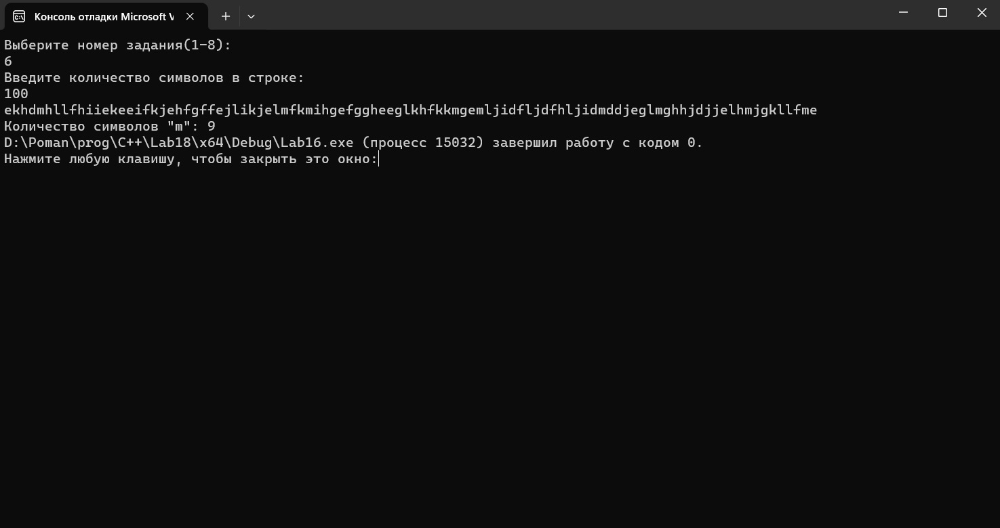 Консоль отладки Microsoft V
Выберите номер задания(1-8):
6
Введите количество символов в строке:
100
ekhdmhllfhiiekeeifkjehfgffejlikjelmfkmihgefggheeglkhfkkmgemljidfljdfhljidmddjeglmghhjdjjelhmjgkllfme
Количество символов "m": 9
D:\Poman\prog\C++\Lab18\x64\Debug\Lab16.exe (процесс 15032) завершил работу с кодом 0.
Нажмите любую клавишу, чтобы закрыть это окно: